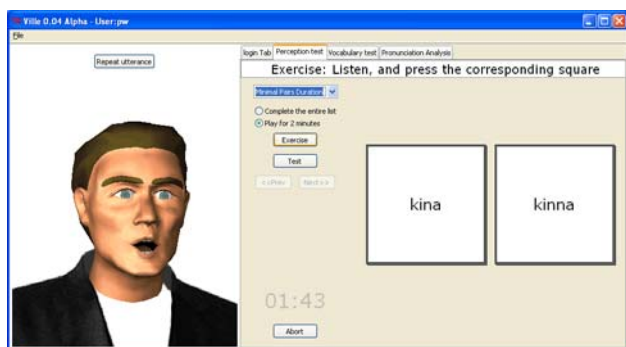 Ville 0.04 Alpha - User:pw
File
Repeat utterance
login Tab Perception test Vocabulary test Pronunciation Analysis
Exercise: Listen, and press the corresponding square
Minimal Pairs Duration
Complete the entire list
Play for 2 minutes
Exercise
Test
<<Prev Next>>
kina kinna
01:43
Abort